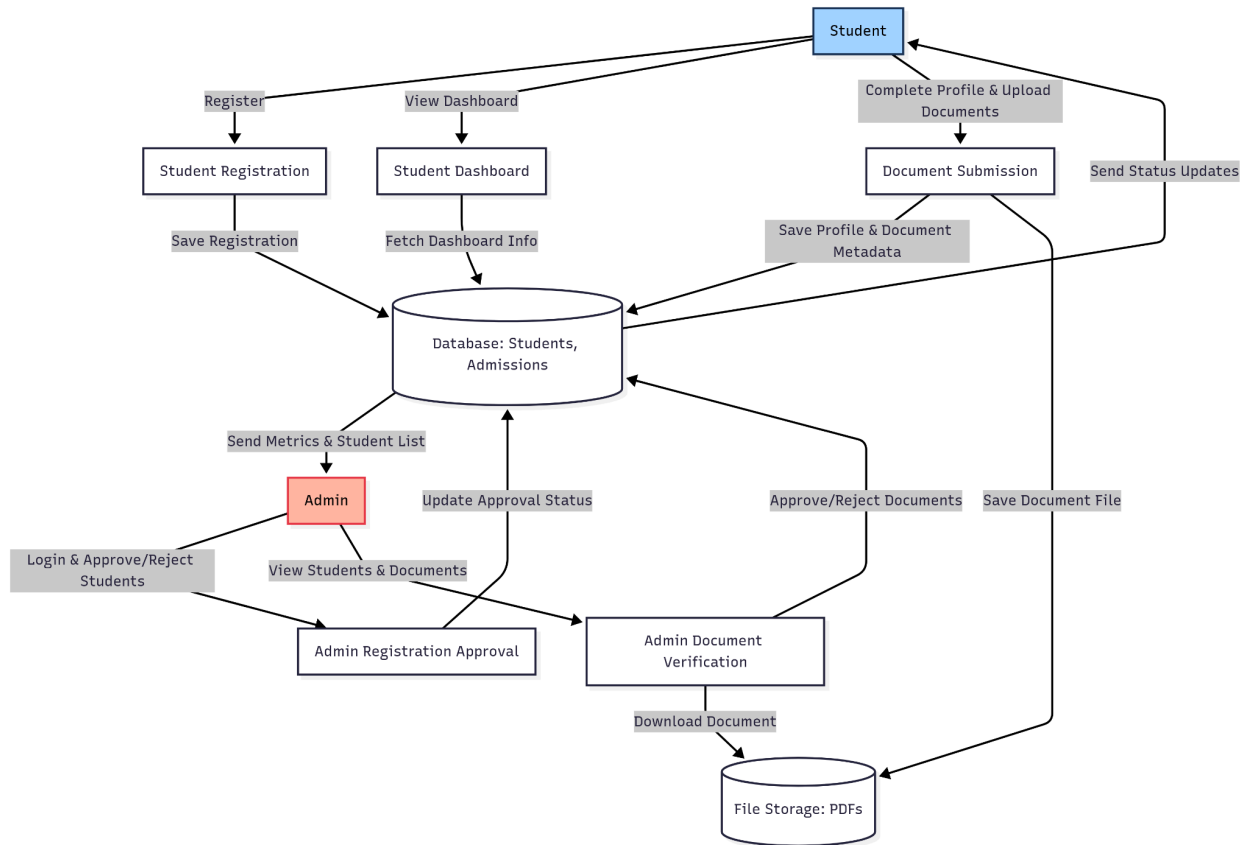 Student
Register
View Dashboard
Complete Profile & Upload
Documents
Student Registration
Student Dashboard
Document Submission
Send Status Updates
Save Registration
Fetch Dashboard Info
Save Profile & Document
Metadata
Database: Students,
Admissions
Send Metrics & Student List
Admin
Update Approval Status
Approve/Reject Documents
Save Document File
Login & Approve/Reject
Students
View Students & Documents
Admin Registration Approval
Admin Document
Verification
Download Document
File Storage: PDFs